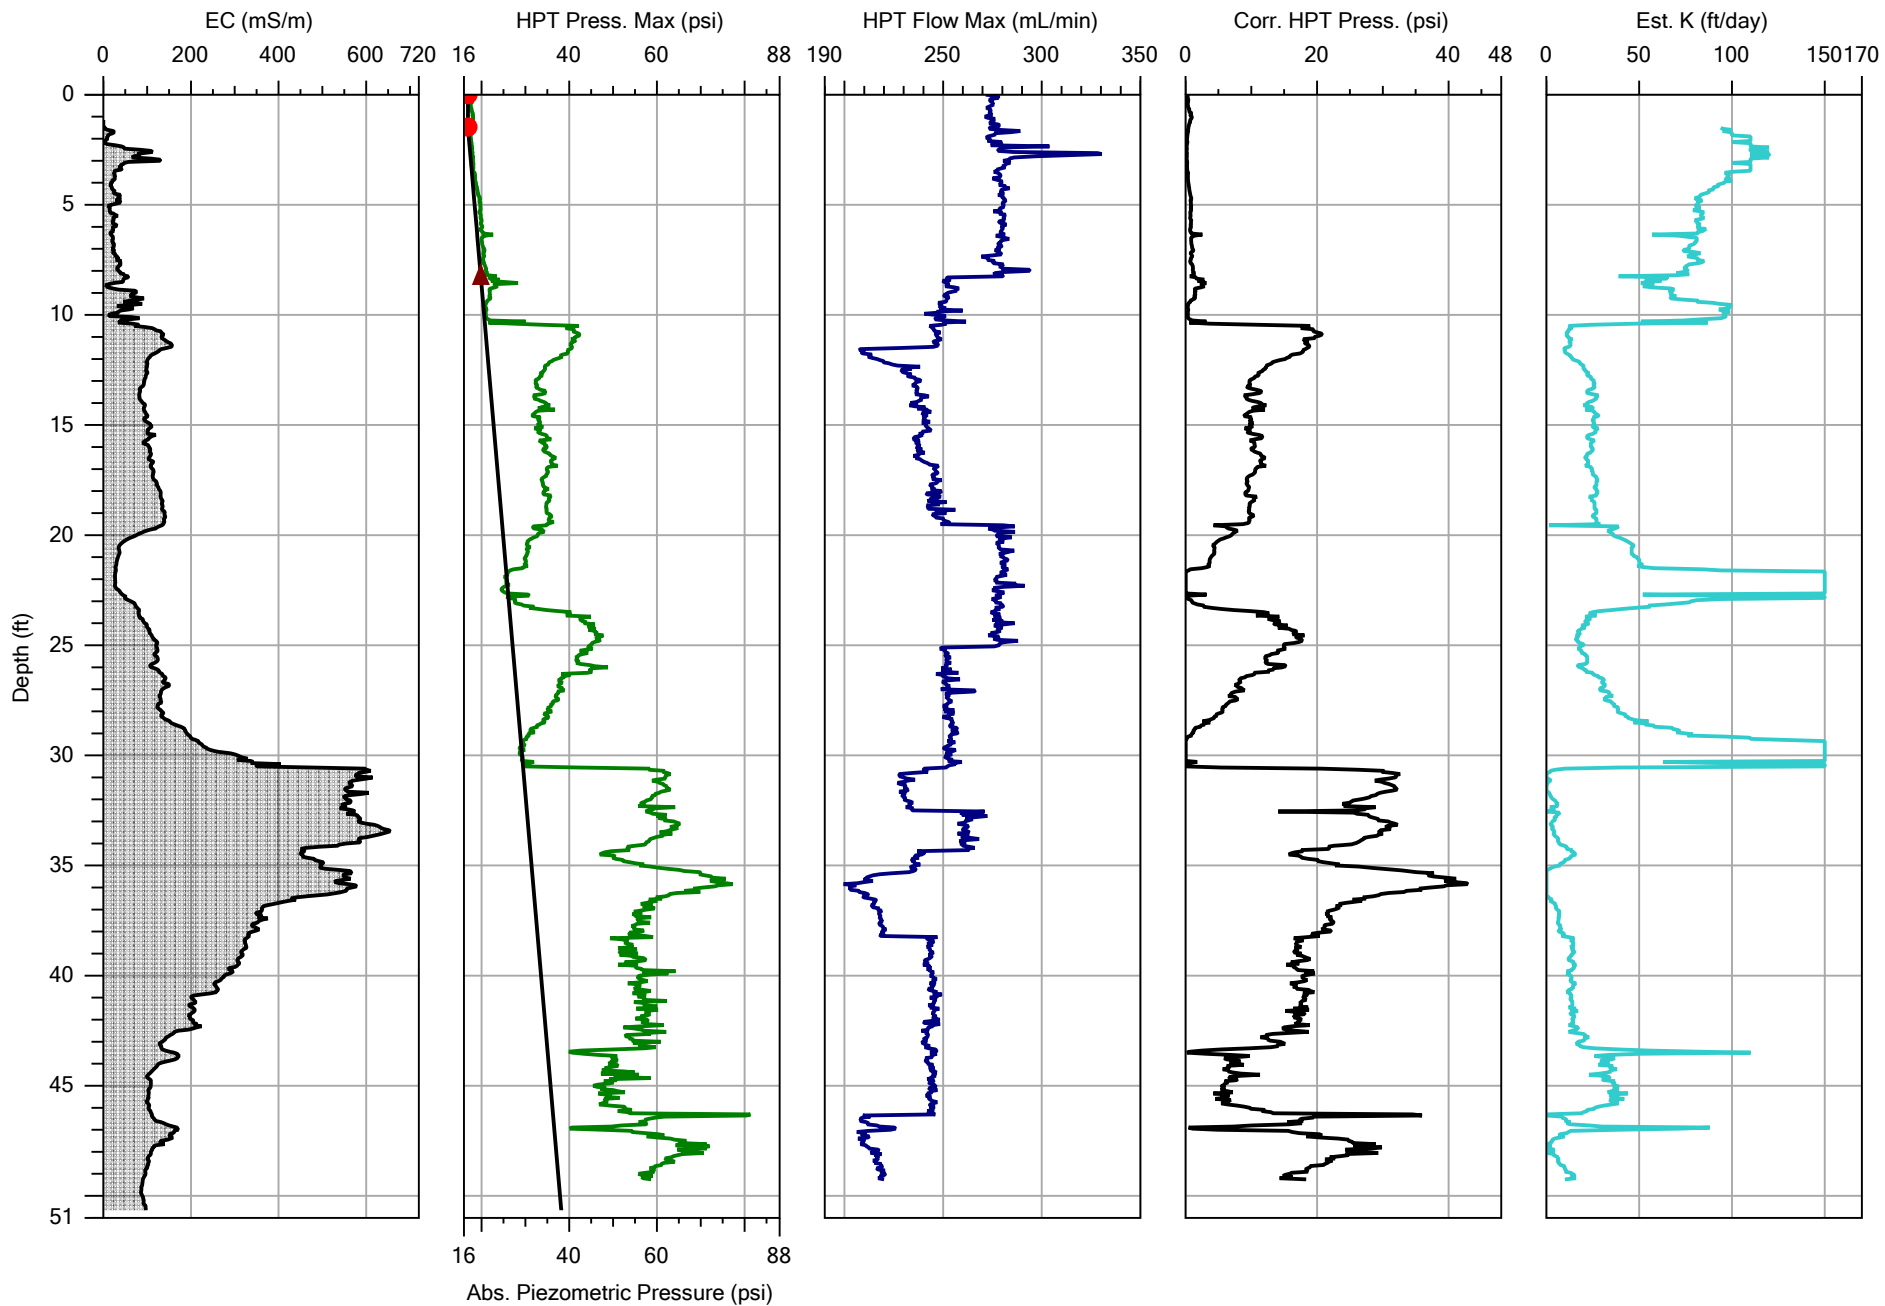 EC (mS/m) HPT Press. Max (psi) HPT Flow Max (mL/min) Corr. HPT Press. (psi) Est. K (ft/day)
0 200 400 600 720 16 40 60 88 190 250 300 350 0 20 40 48 0 50 100 150 170
0
5
10
15
20
25
30
35
40
45
51
Depth (ft)
16 40 60 88
Abs. Piezometric Pressure (psi)